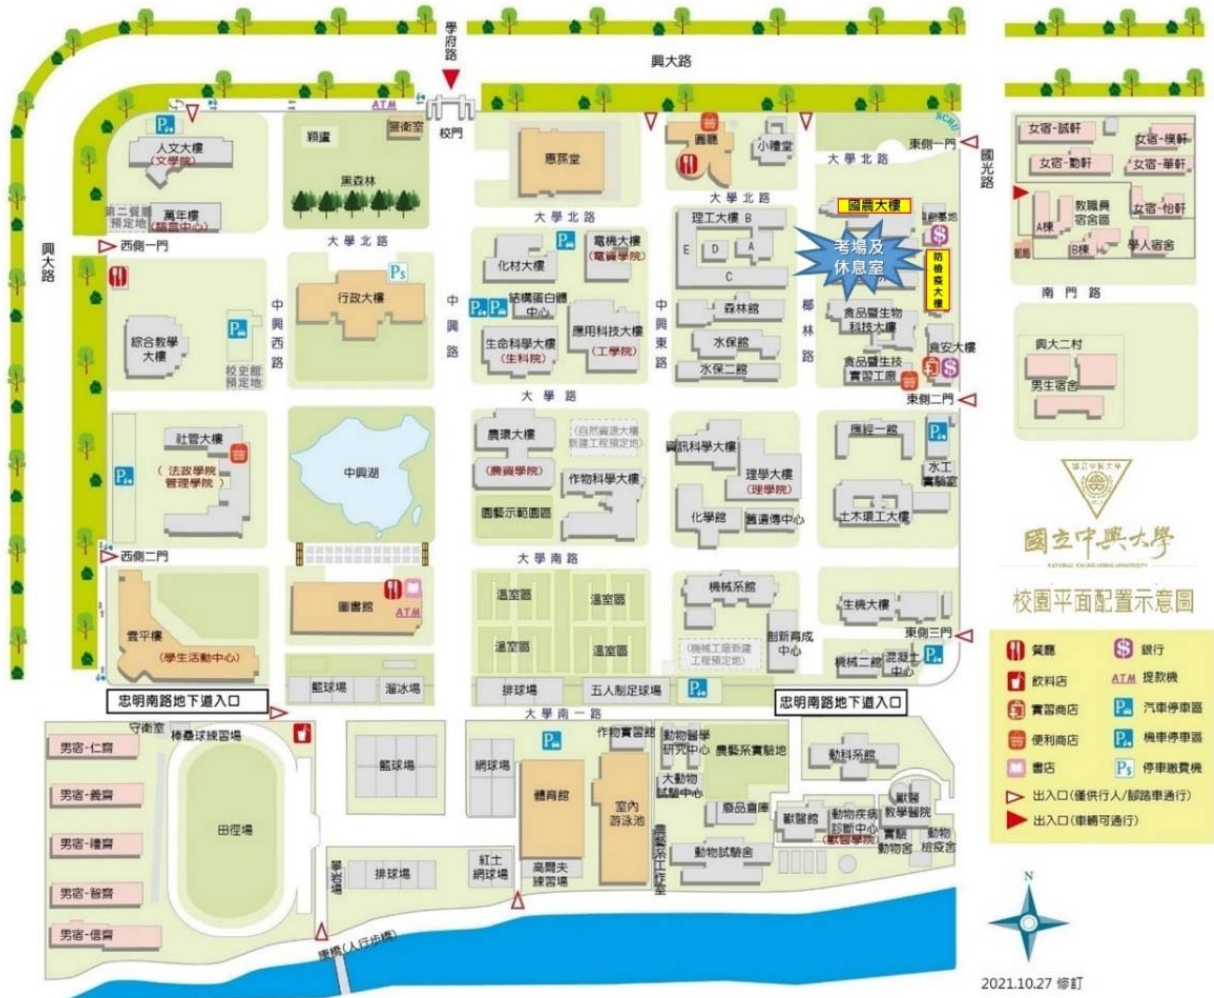 學府路
興大路
ATM
校門
警衛室
穎廬
黑森林
人文大樓
(文學院)
第二餐廳
預定地
萬年樓
(語言中心)
惠蓀堂
圓廳
小禮堂
NCHU
東側一門
國光路
大學北路
大學北路
大學北路
大學北路
女宿-誠軒
女宿-樸軒
女宿-勤軒
女宿-華軒
女宿-怡軒
教職員
宿舍區
A棟
B棟
學人宿舍
南門路
興大路
西側一門
綜合教學
大樓
校史館
預定地
中興西路
行政大樓
中興路
化材大樓
電機大樓
(電資學院)
結構蛋白體
中心
生命科學大樓
(生科院)
應用科技大樓
(工學院)
中興東路
理工大樓 B
E
D
A
C
森林館
水保館
水保二館
椰林路
國農大樓
考場及
休息室
防檢疫大樓
食品暨生物
科技大樓
食安大樓
食品暨生技
實習工廠
興大二村
男生宿舍
大學路
東側二門
社管大樓
(法政學院
管理學院)
中興湖
農環大樓
(農資學院)
(自然資源大樓
新建工程預定地)
作物科學大樓
園藝示範園區
資訊科學大樓
理學大樓
(理學院)
化學館
舊遺傳中心
應經一館
水工
實驗室
土木環工大樓
國立中興大學
NATIONAL CHUNG HSING UNIVERSITY
校園平面配置示意圖
西側二門
大學南路
雲平樓
(學生活動中心)
圖書館
ATM
溫室區
溫室區
溫室區
溫室區
機械系館
(機械工廠新建
工程預定地)
創新育成
中心
生機大樓
東側三門
機械二館
混凝土
中心
籃球場
溜冰場
排球場
五人制足球場
忠明南路地下道入口
忠明南路地下道入口
大學南一路
餐廳
銀行
飲料店
ATM 提款機
實習商店
汽車停車區
便利商店
機車停車區
書店
停車繳費機
出入口(僅供行人/腳踏車通行)
出入口(車輛可通行)
守衛室
棒壘球練習場
男宿-仁齋
男宿-義齋
男宿-禮齋
男宿-智齋
男宿-信齋
田徑場
籃球場
網球場
體育館
室內
游泳池
作物實習館
動物醫學
研究中心
大動物
試驗中心
農藝系實驗地
廢品倉庫
動科系館
獸醫館
動物疾病
診斷中心
(獸醫學院)
獸醫
教學醫院
實驗
動物舍
動物
檢疫舍
動物試驗舍
農藝系工作室
排球場
紅土
網球場
高爾夫
練習場
康橋(人行步橋)
N
2021.10.27 修訂